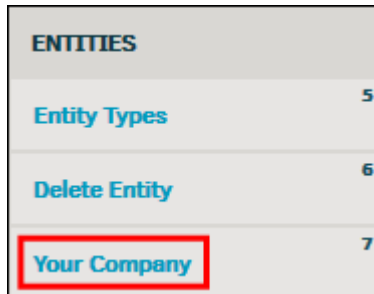 ENTITIES
Entity Types 5
Delete Entity 6
Your Company 7